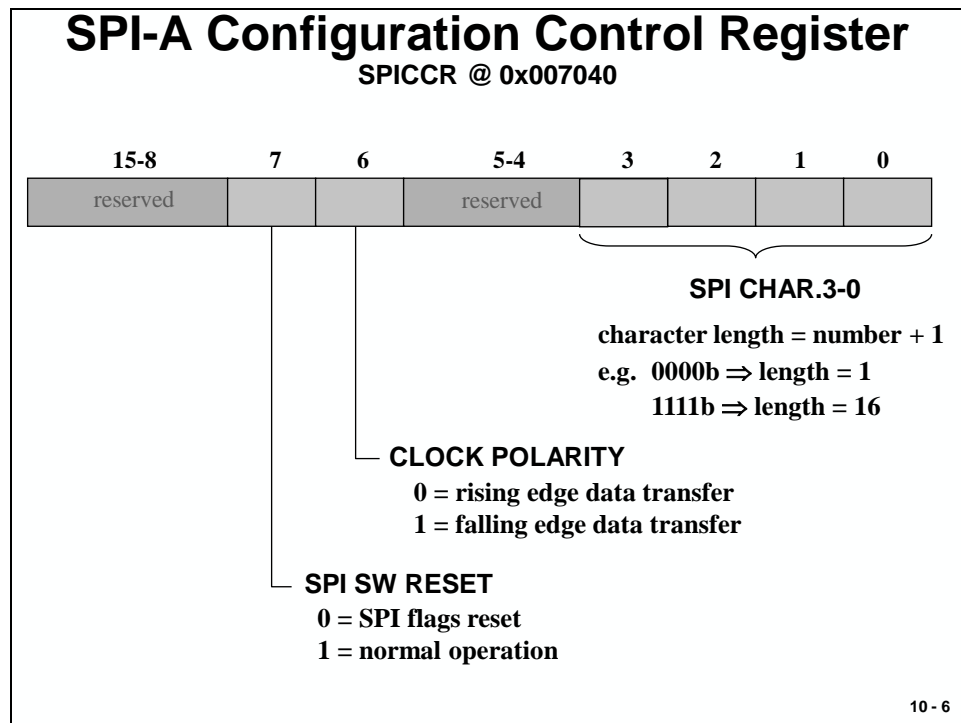 SPI-A Configuration Control Register
SPICCR @ 0x007040
15-8 7 6 5-4 3 2 1 0
reserved reserved
SPI CHAR.3-0
character length = number + 1
e.g. 0000b ⇒ length = 1
1111b ⇒ length = 16
CLOCK POLARITY
0 = rising edge data transfer
1 = falling edge data transfer
SPI SW RESET
0 = SPI flags reset
1 = normal operation
10 - 6